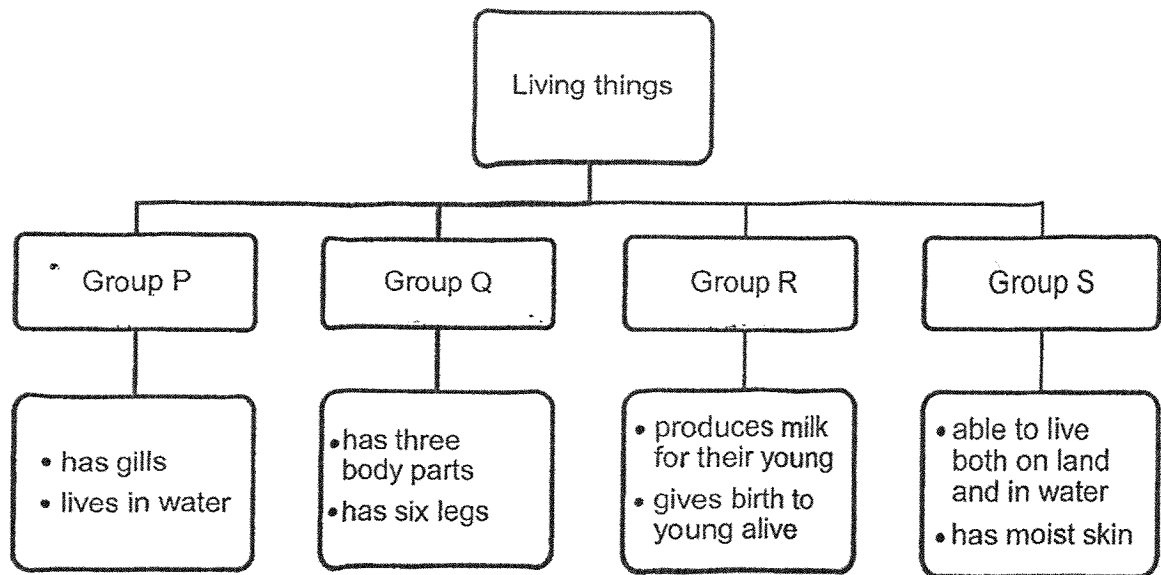 Living things
Group P
Group Q
Group R
Group S
• has gills
• lives in water
• has three
body parts
• has six legs
• produces milk
for their young
• gives birth to
young alive
• able to live
both on land
and in water
• has moist skin